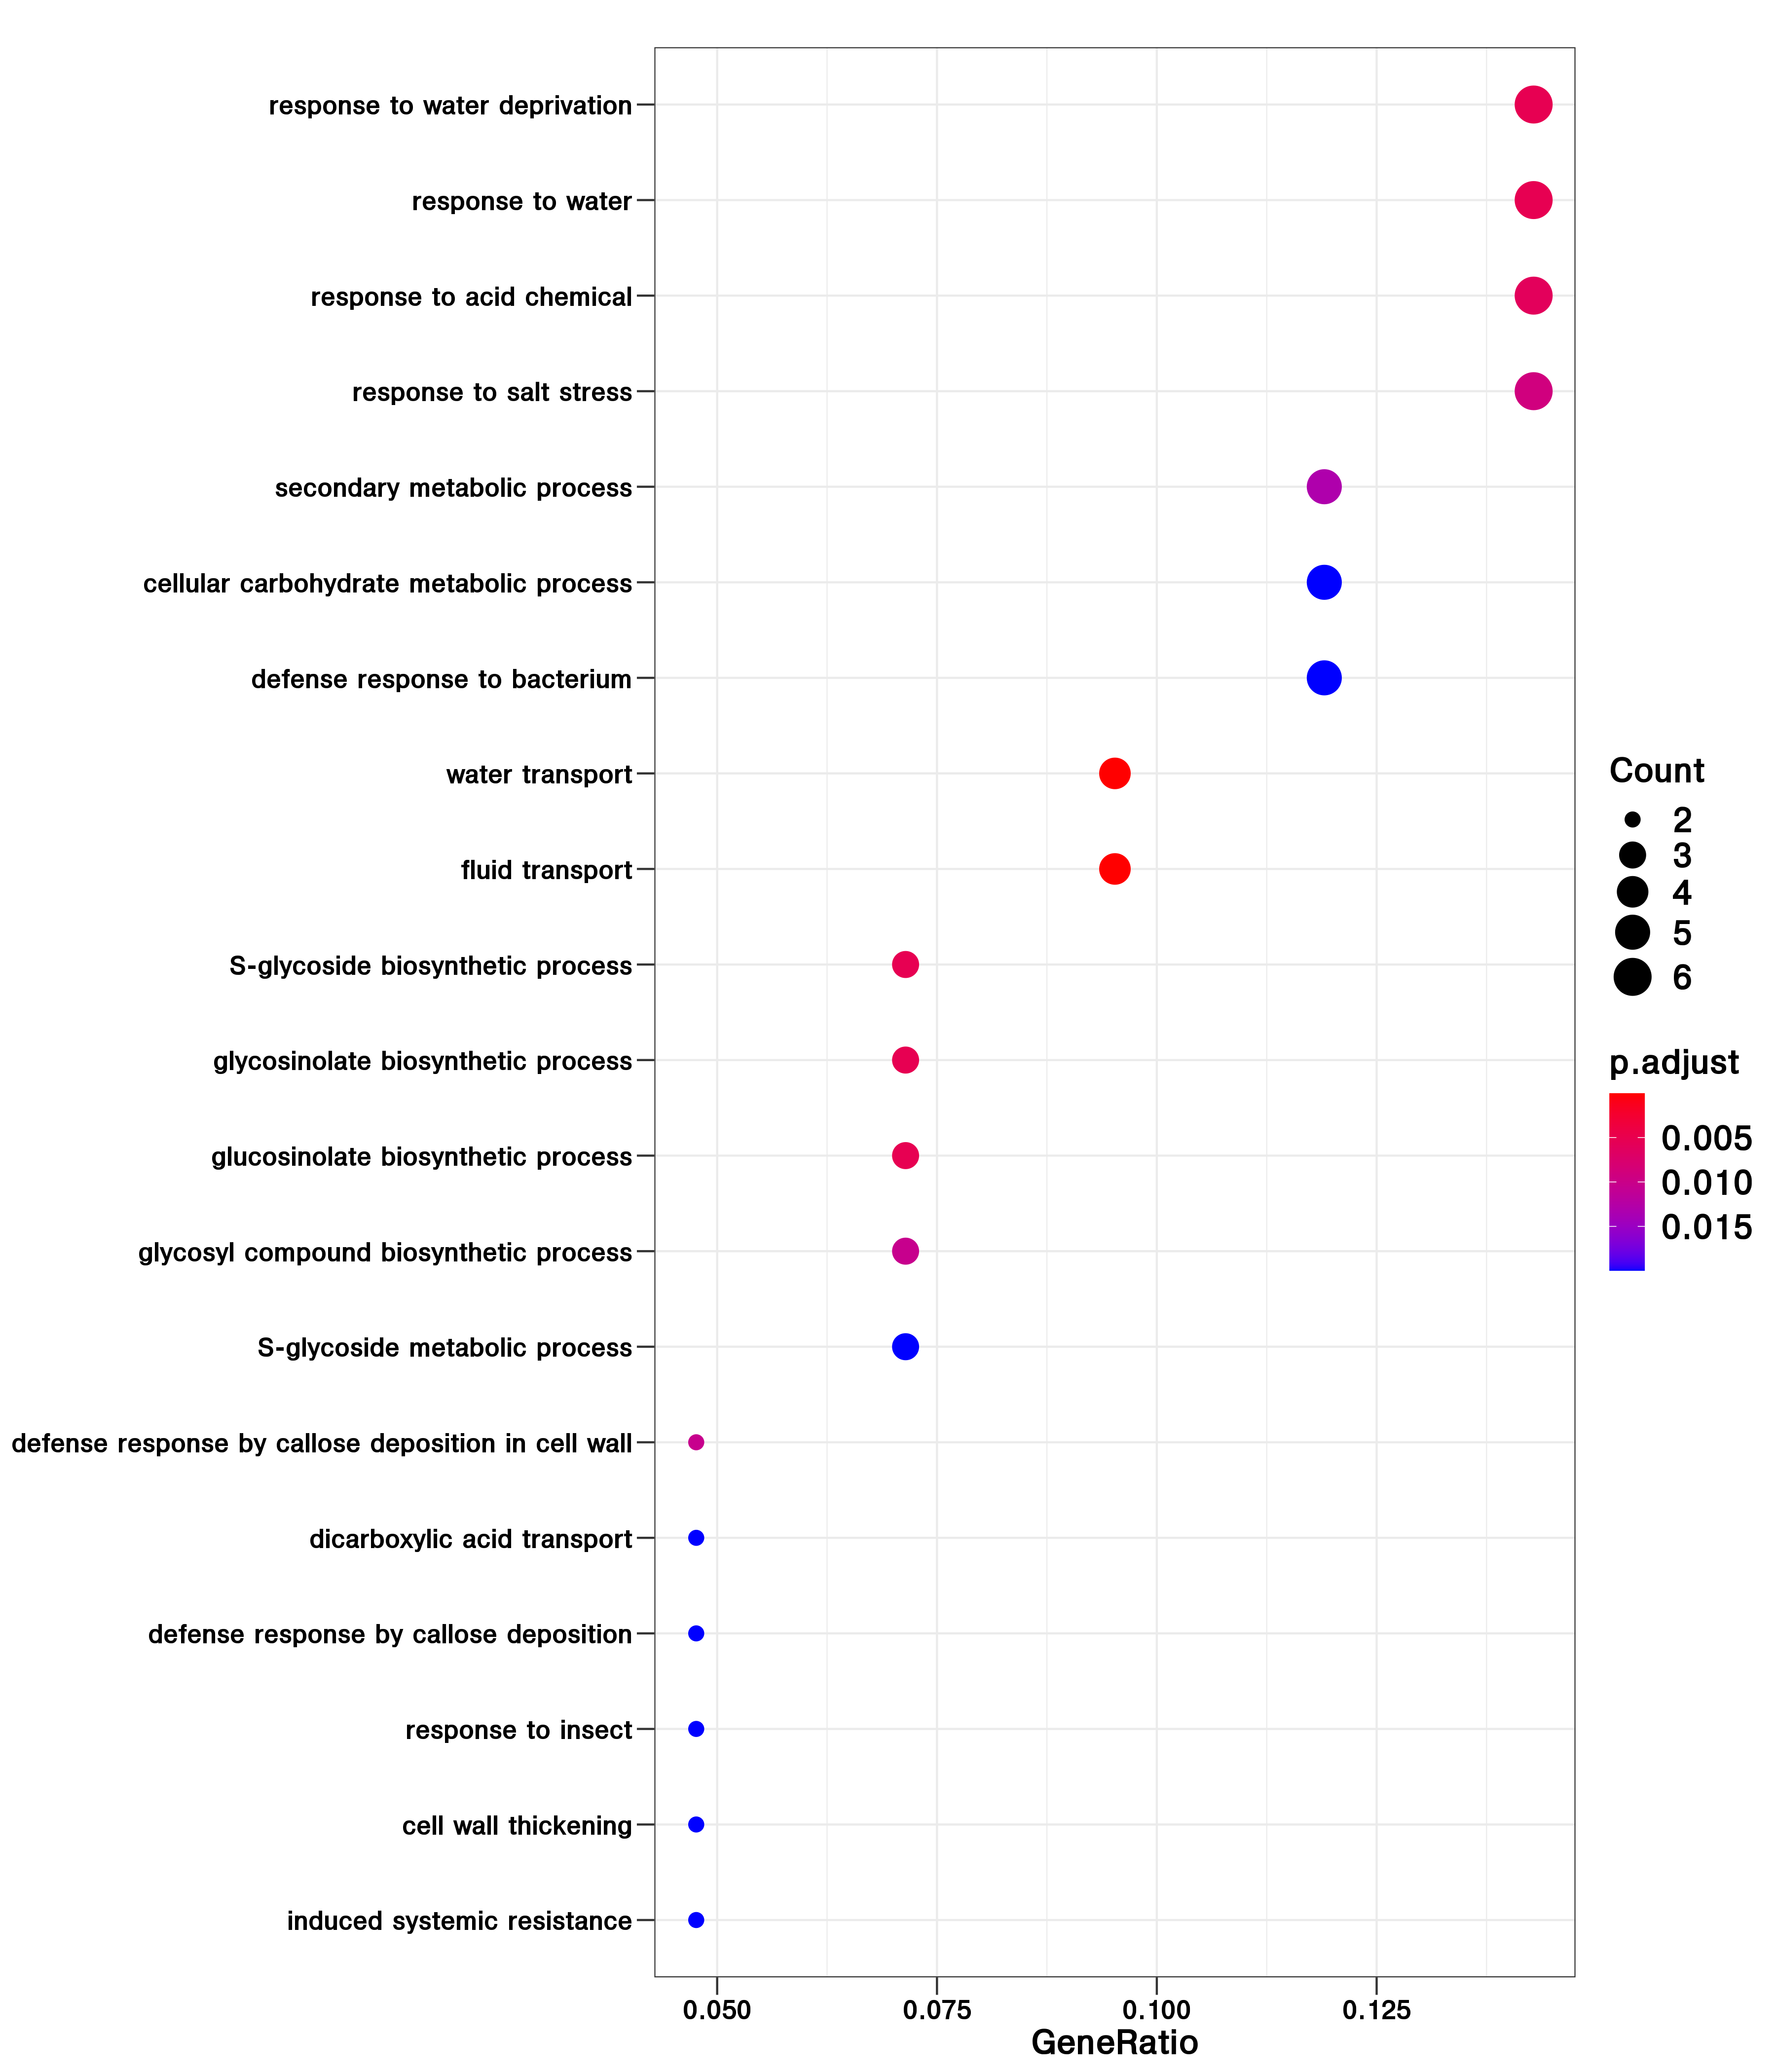 response to water deprivation
response to water
response to acid chemical
response to salt stress
secondary metabolic process
cellular carbohydrate metabolic process
defense response to bacterium
water transport
fluid transport
S-glycoside biosynthetic process
glycosinolate biosynthetic process
glucosinolate biosynthetic process
glycosyl compound biosynthetic process
S-glycoside metabolic process
defense response by callose deposition in cell wall
dicarboxylic acid transport
defense response by callose deposition
response to insect
cell wall thickening
induced systemic resistance
0.050 0.075 0.100 0.125
GeneRatio
Count
2
3
4
5
6
p.adjust
0.005
0.010
0.015